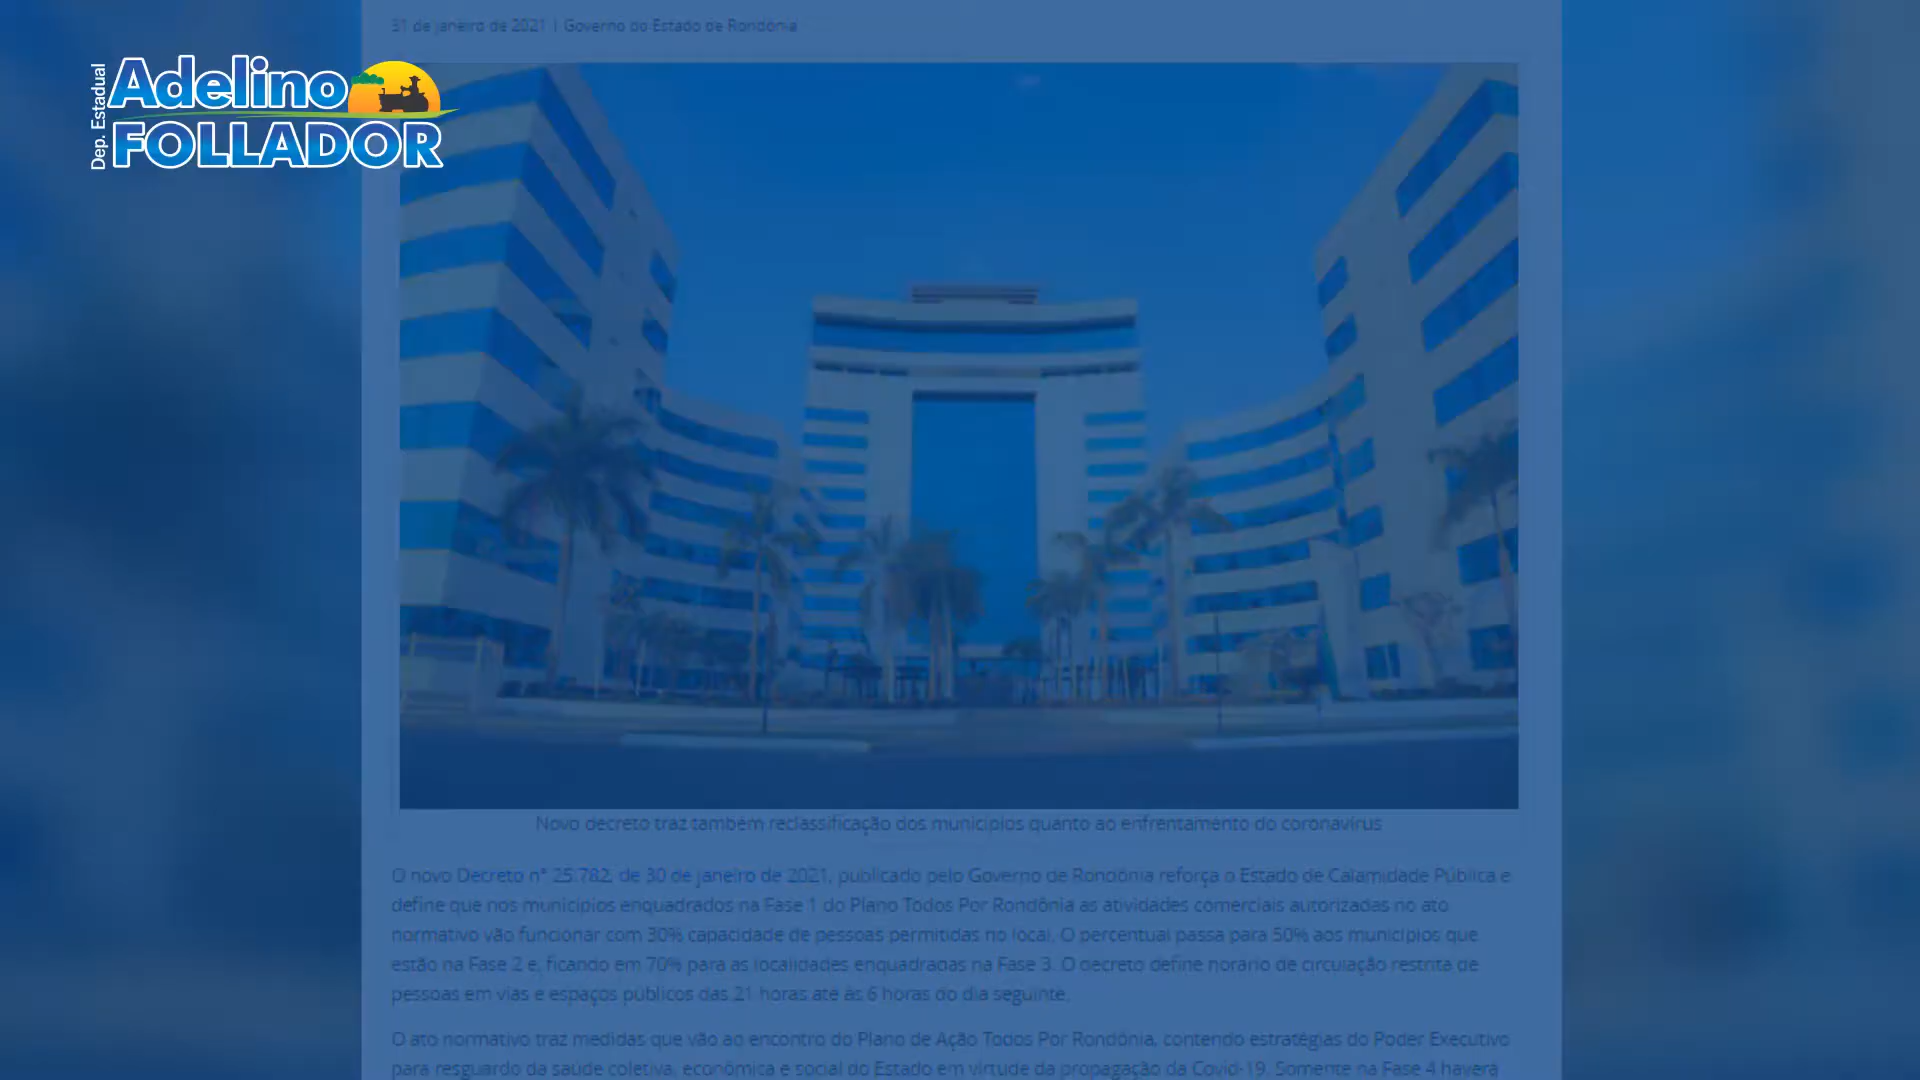 31 de janeiro de 2021 | Governo do Estado de Rondônia
Dep. Estadual
Adelino
FOLLADOR
Novo decreto traz também reclassificação dos municípios quanto ao enfrentamento do coronavírus
O novo Decreto n° 25.782, de 30 de janeiro de 2021, publicado pelo Governo de Rondônia reforça o Estado de Calamidade Pública e
define que nos municípios enquadrados na Fase 1 do Plano Todos Por Rondônia as atividades comerciais autorizadas no ato
normativo vão funcionar com 30% capacidade de pessoas permitidas no local. O percentual passa para 50% aos municípios que
estão na Fase 2 e, ficando em 70% para as localidades enquadradas na Fase 3. O decreto define horário de circulação restrita de
pessoas em vias e espaços públicos das 21 horas até às 6 horas do dia seguinte.
O ato normativo traz medidas que vão ao encontro do Plano de Ação Todos Por Rondônia, contendo estratégias do Poder Executivo
para resguardo da saúde coletiva, econômica e social do Estado em virtude da propagação da Covid-19. Somente na Fase 4 haverá